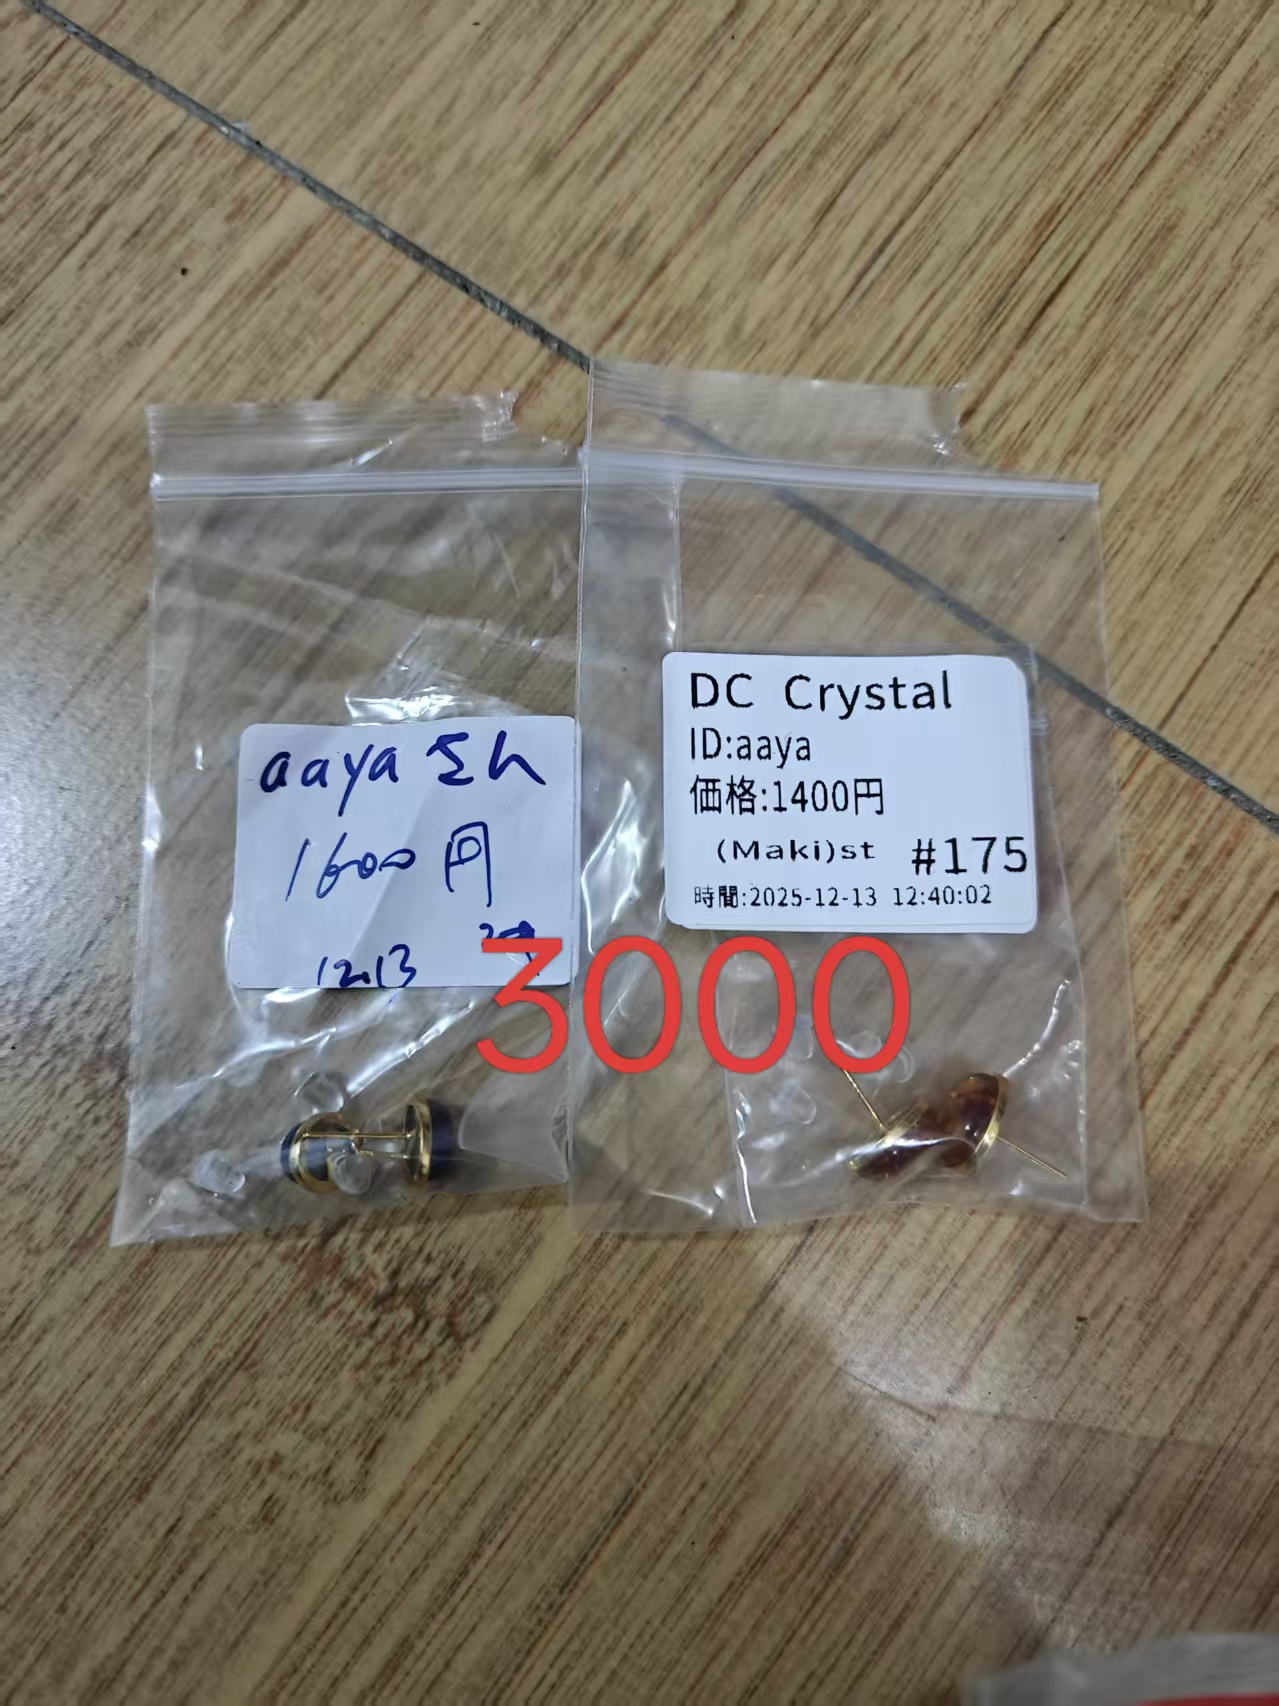 aaya さん
1600円
12.13
DC Crystal
ID:aaya
価格:1400円
(Maki)st #175
時間:2025-12-13 12:40:02
3000